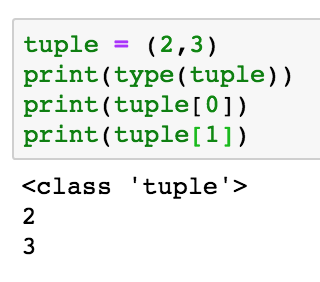 tuple = (2,3)
print(type(tuple))
print(tuple[0])
print(tuple[1])
<class 'tuple'>
2
3